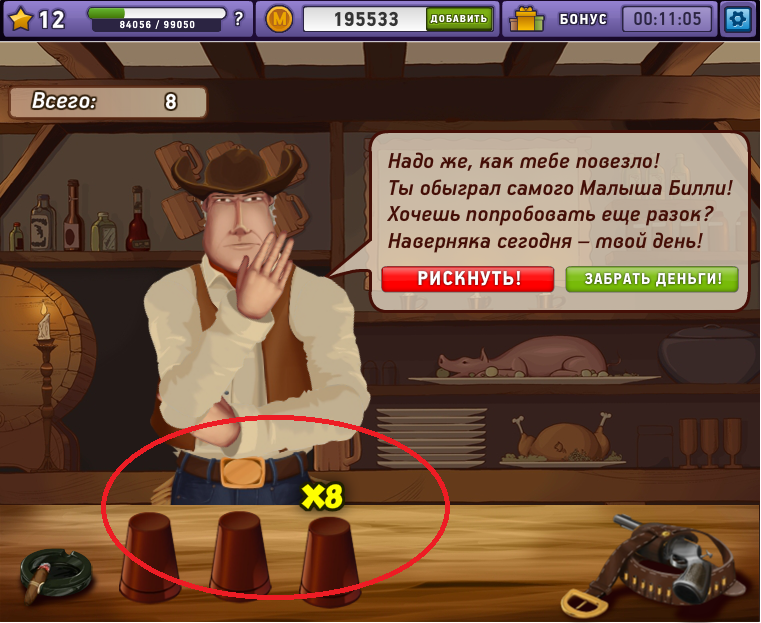 12
84056 / 99050
?
М
195533
ДОБАВИТЬ
БОНУС
00:11:05
Всего: 8
Надо же, как тебе повезло!
Ты обыграл самого Малыша Билли!
Хочешь попробовать еще разок?
Наверняка сегодня – твой день!
РИСКНУТЬ!
ЗАБРАТЬ ДЕНЬГИ!
X8